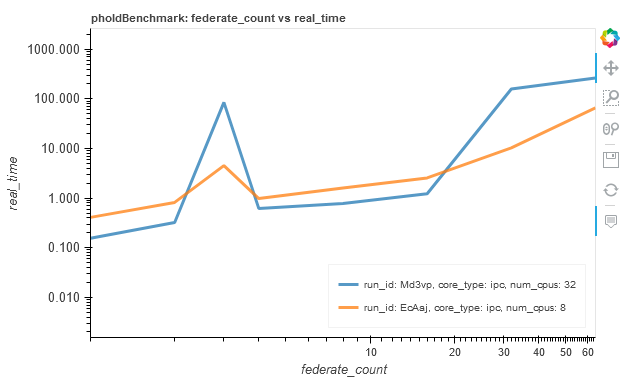 pholdBenchmark: federate_count vs real_time
1000.000
100.000
10.000
1.000
0.100
0.010
real_time
run_id: Md3vp, core_type: ipc, num_cpus: 32
run_id: EcAaj, core_type: ipc, num_cpus: 8
10 20 30 40 50 60
federate_count